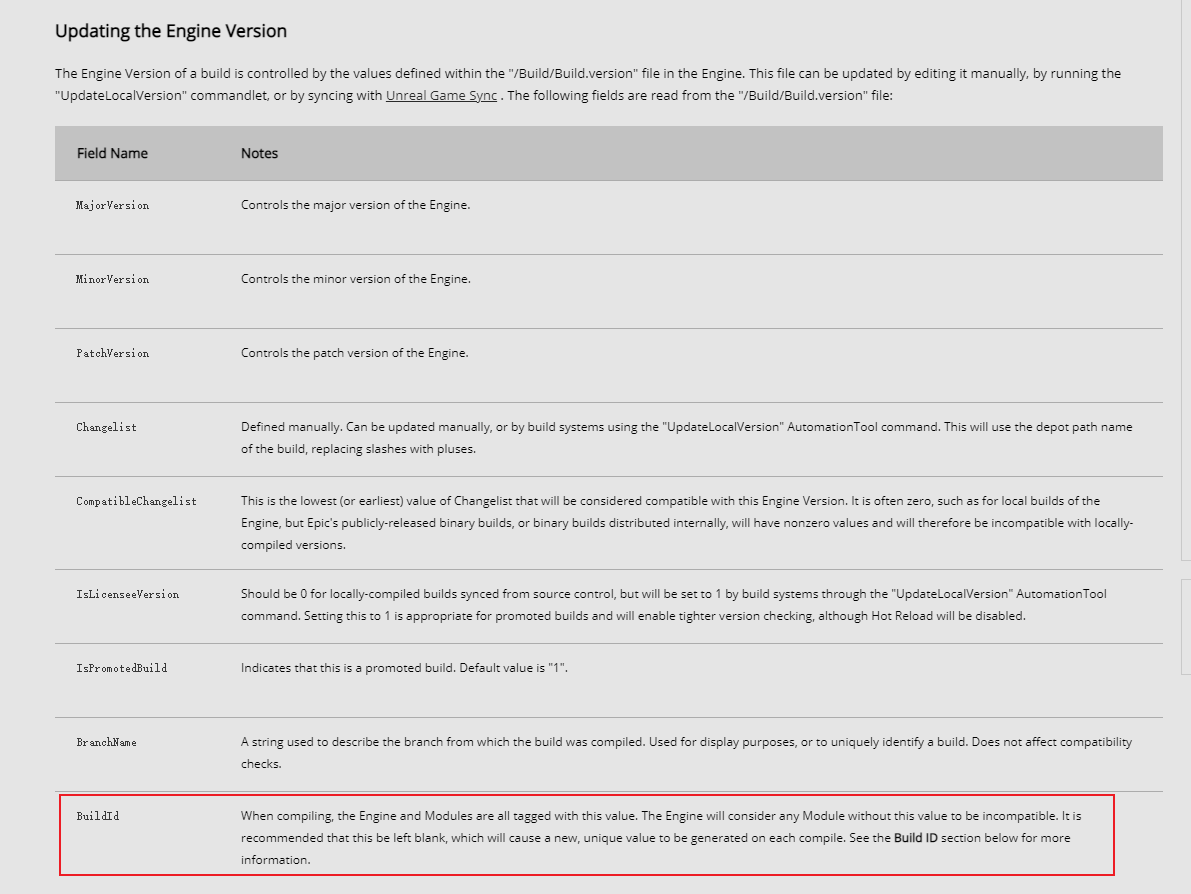 Updating the Engine Version
The Engine Version of a build is controlled by the values defined within the "/Build/Build.version" file in the Engine. This file can be updated by editing it manually, by running the
"UpdateLocalVersion" commandlet, or by syncing with Unreal Game Sync . The following fields are read from the "/Build/Build.version" file:
Field Name Notes
MajorVersion Controls the major version of the Engine.
MinorVersion Controls the minor version of the Engine.
PatchVersion Controls the patch version of the Engine.
Changelist Defined manually. Can be updated manually, or by build systems using the "UpdateLocalVersion" AutomationTool command. This will use the depot path name
of the build, replacing slashes with pluses.
CompatibleChangelist This is the lowest (or earliest) value of Changelist that will be considered compatible with this Engine Version. It is often zero, such as for local builds of the
Engine, but Epic's publicly-released binary builds, or binary builds distributed internally, will have nonzero values and will therefore be incompatible with locally-
compiled versions.
IsLicenseeVersion Should be 0 for locally-compiled builds synced from source control, but will be set to 1 by build systems through the "UpdateLocalVersion" AutomationTool
command. Setting this to 1 is appropriate for promoted builds and will enable tighter version checking, although Hot Reload will be disabled.
IsPromotedBuild Indicates that this is a promoted build. Default value is "1".
BranchName A string used to describe the branch from which the build was compiled. Used for display purposes, or to uniquely identify a build. Does not affect compatibility
checks.
BuildId When compiling, the Engine and Modules are all tagged with this value. The Engine will consider any Module without this value to be incompatible. It is
recommended that this be left blank, which will cause a new, unique value to be generated on each compile. See the Build ID section below for more
information.